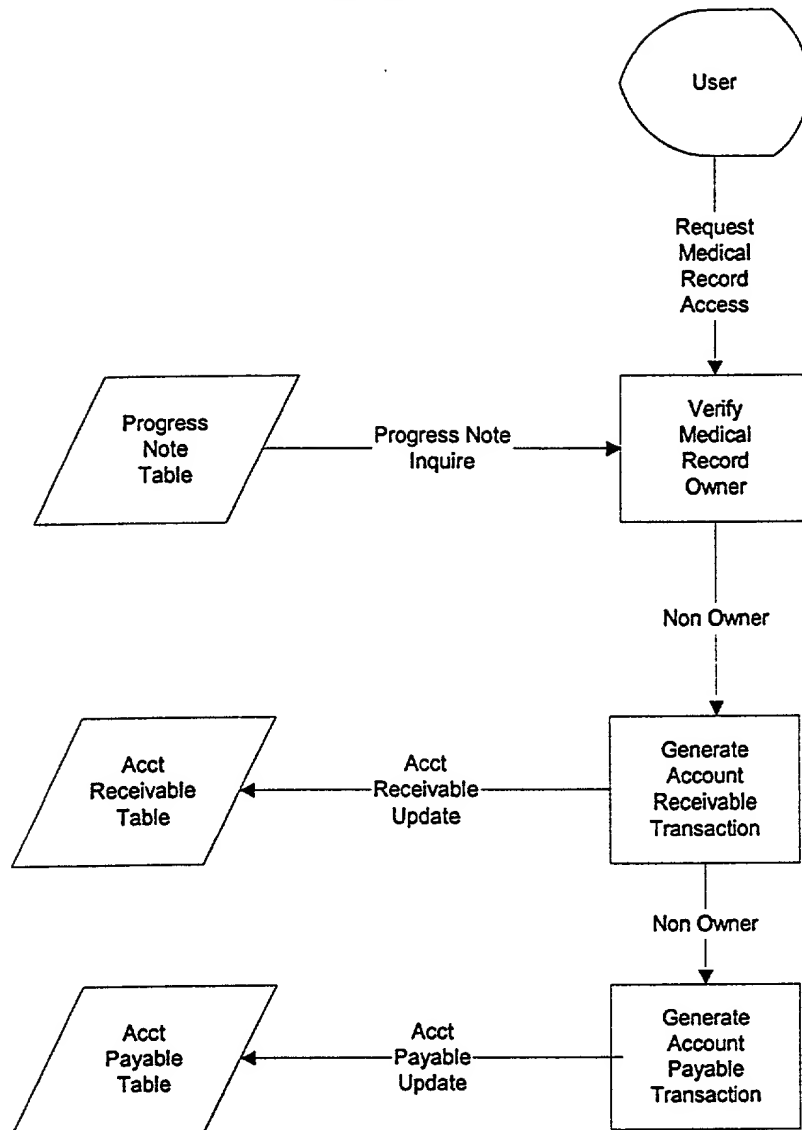 User
Request
Medical
Record
Access
Progress
Note
Table
Progress Note
Inquire
Verify
Medical
Record
Owner
Non Owner
Acct
Receivable
Table
Acct
Receivable
Update
Generate
Account
Receivable
Transaction
Non Owner
Acct
Payable
Table
Acct
Payable
Update
Generate
Account
Payable
Transaction